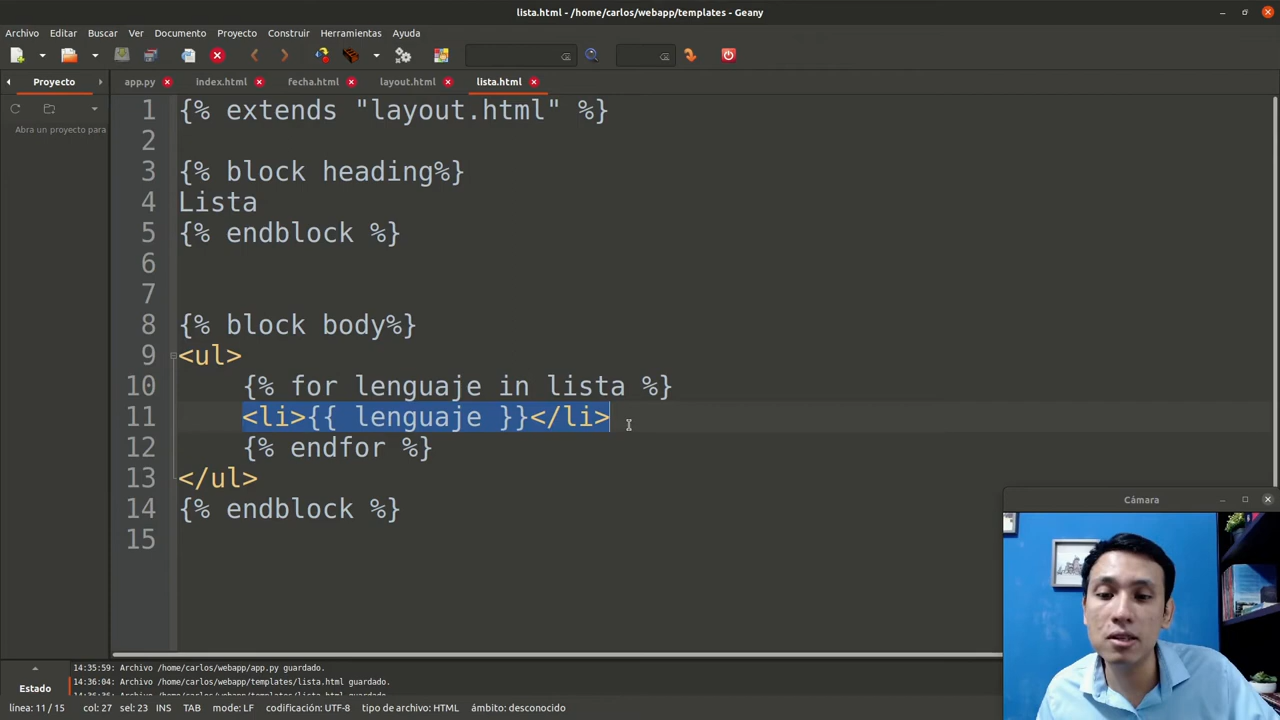 lista.html - /home/carlos/webapp/templates - Geany
Archivo Editar Buscar Ver Documento Proyecto Construir Herramientas Ayuda
Proyecto app.py index.html fecha.html layout.html lista.html
Abra un proyecto para
1 {% extends "layout.html" %}
2
3 {% block heading%}
4 Lista
5 {% endblock %}
6
7
8 {% block body%}
9 <ul>
10 {% for lenguaje in lista %}
11 <li>{{ lenguaje }}</li>
12 {% endfor %}
13 </ul>
14 {% endblock %}
15
Cámara
14:35:59: Archivo /home/carlos/webapp/app.py guardado.
14:36:04: Archivo /home/carlos/webapp/templates/lista.html guardado.
Estado
línea: 11 / 15 col: 27 sel: 23 INS TAB mode: LF codificación: UTF-8 tipo de archivo: HTML ámbito: desconocido